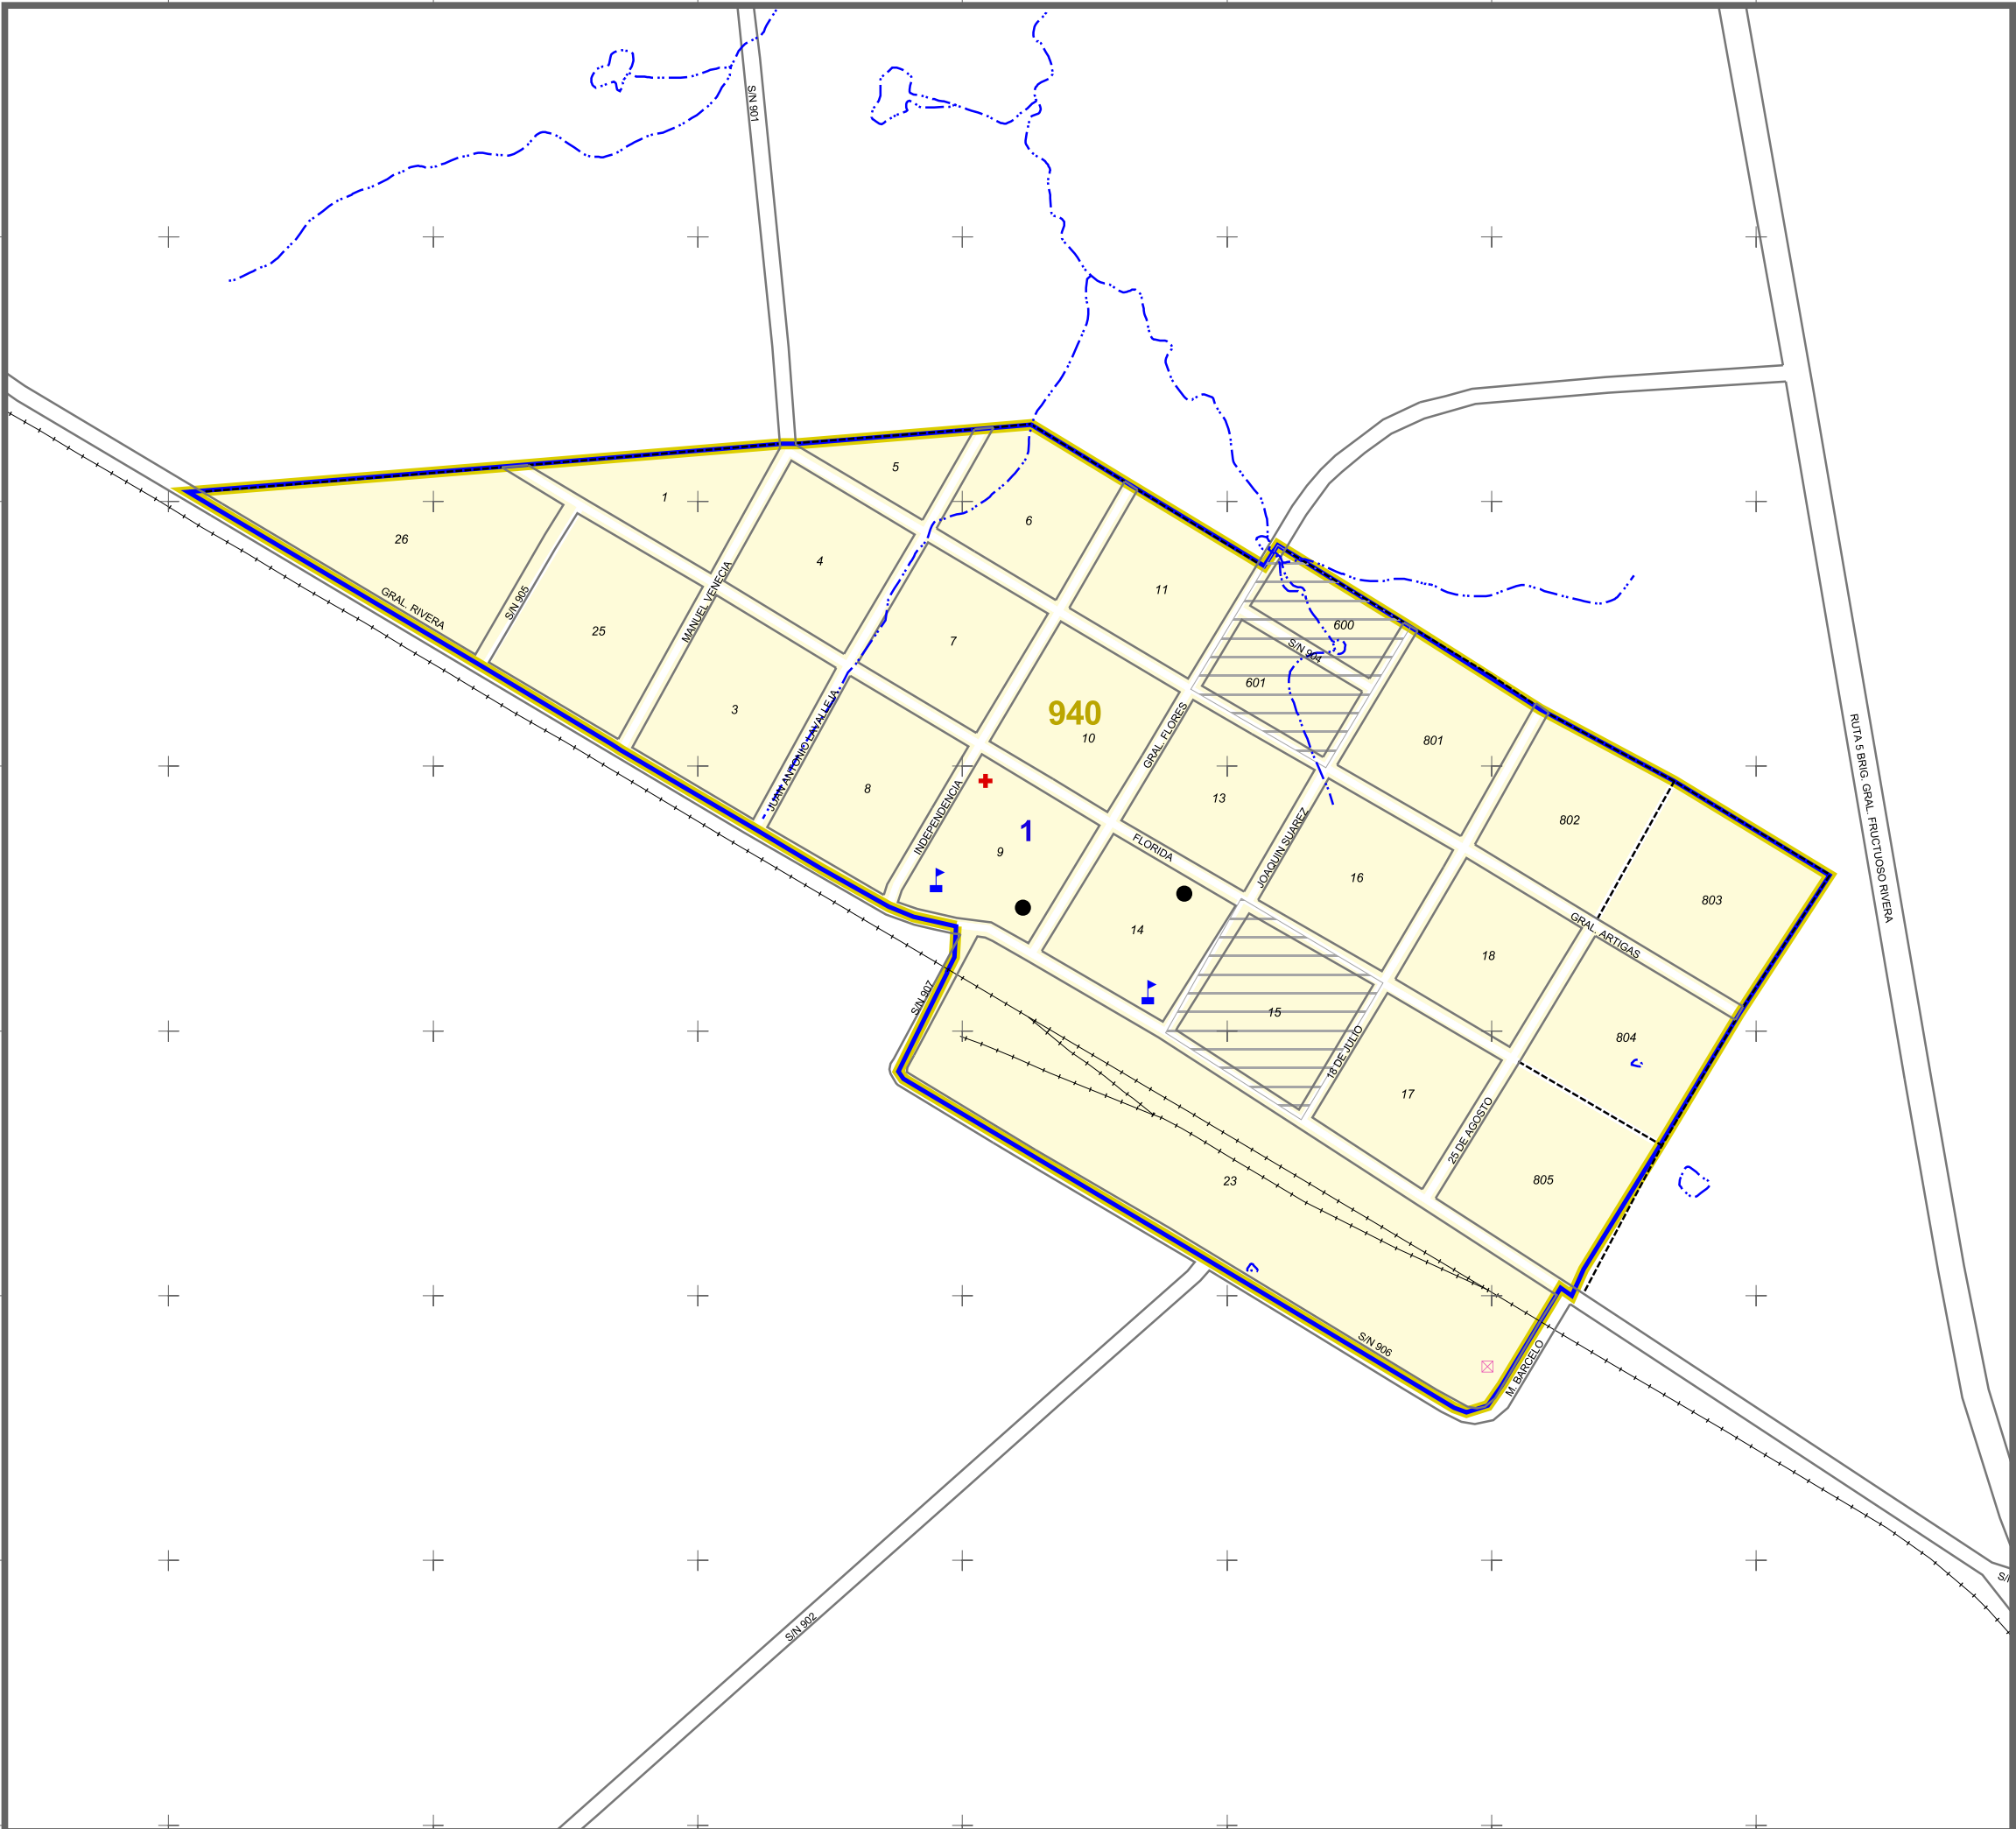 S/N 901
5
1
6
26
4
11
GRAL. RIVERA
S/N 905
25
MANUEL VENECIA
7
600
S/N 904
601
3
940
10
GRAL. FLORES
801
JUAN ANTONIO LAVALLEJA
8
INDEPENDENCIA
1
9
13
FLORIDA
JOAQUIN SUAREZ
802
RUTA 5 BRIG. GRAL. FRUCTUOSO RIVERA
16
803
14
GRAL. ARTIGAS
18
S/N 907
15
18 DE JULIO
804
17
25 DE AGOSTO
23
805
S/N 906
M. BARCELO
S/N 902